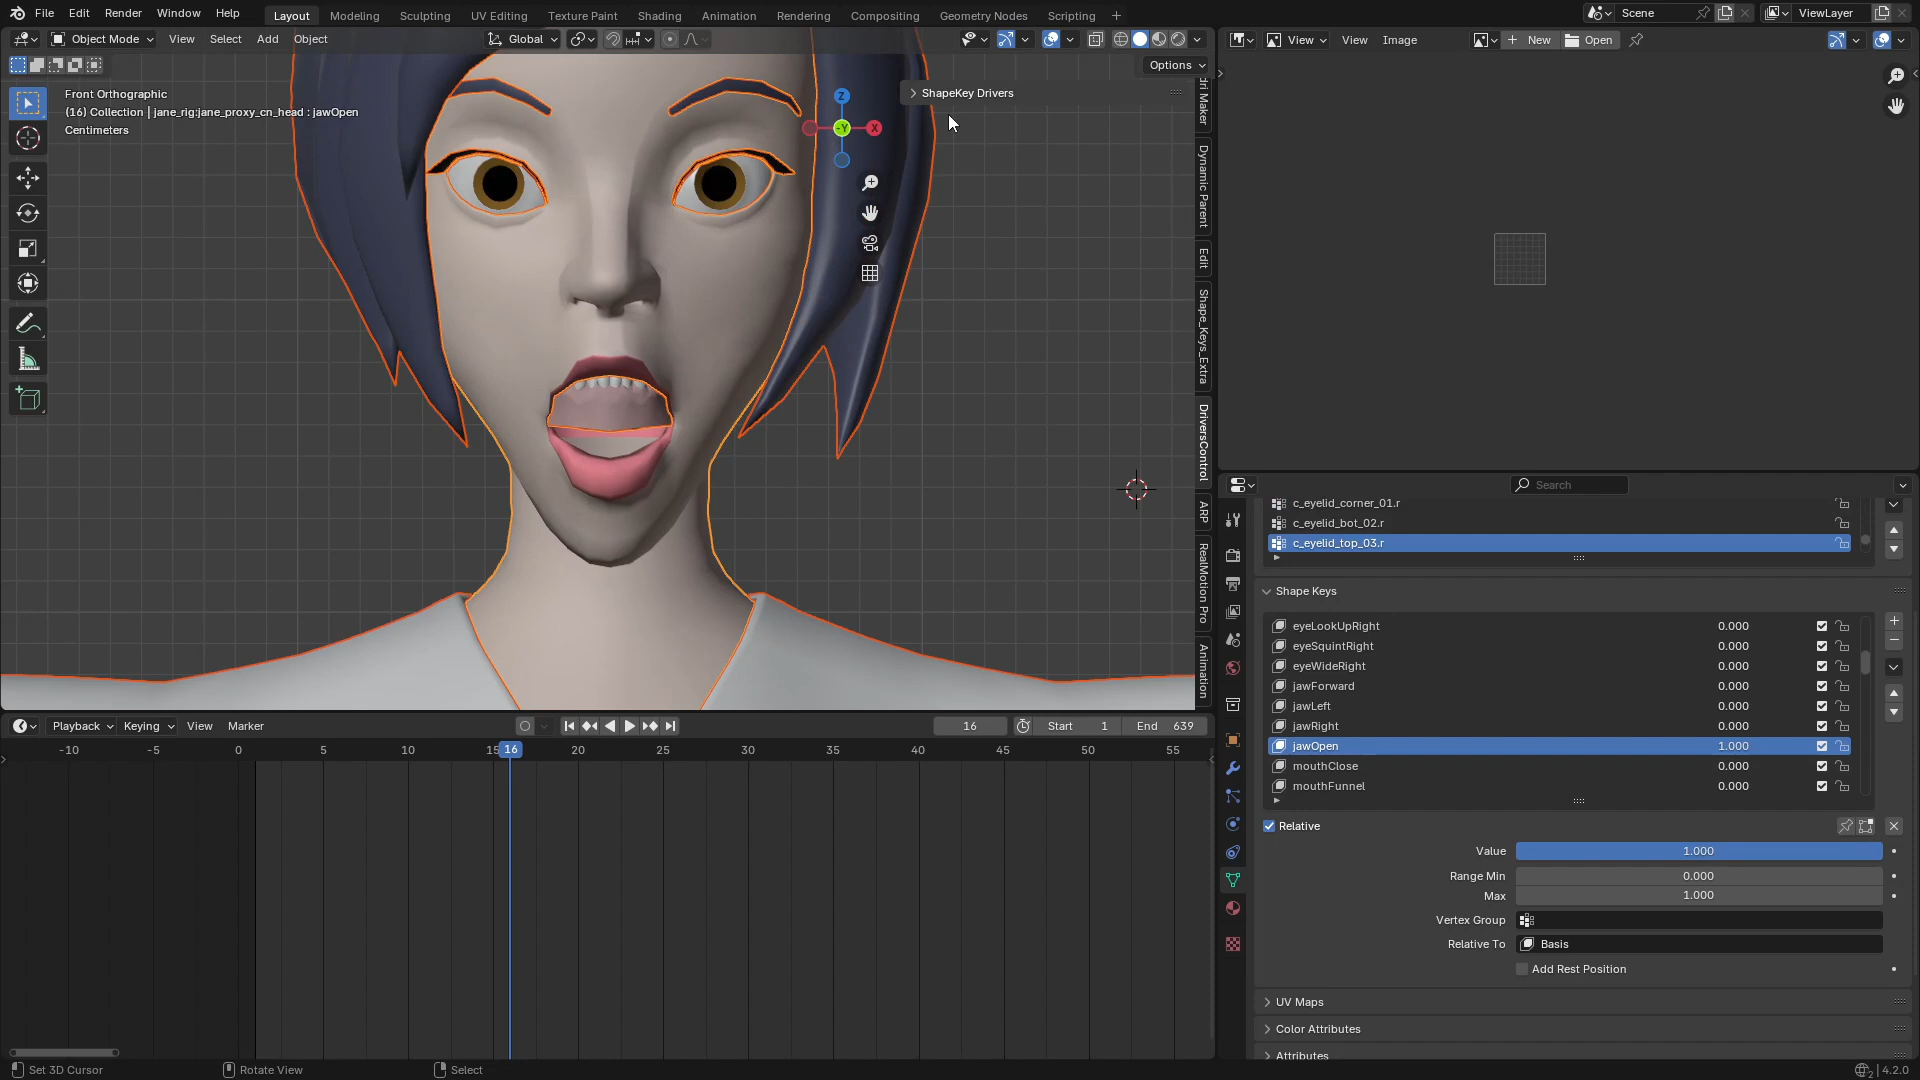 File Edit Render Window Help Layout Modeling Sculpting UV Editing Texture Paint Shading Animation Rendering Compositing Geometry Nodes Scripting + Scene ViewLayer
Object Mode View Select Add Object Global View View Image New Open
Options
Front Orthographic
(16) Collection | jane_rig:jane_proxy_cn_head : jawOpen
Centimeters
ShapeKey Drivers
Z
-Y
X
Dynamic Parent
Edit
Shape_Keys_Extra
DriversControl
ARP
RealMotion Pro
Animation
Search
c_eyelid_corner_01.r
c_eyelid_bot_02.r
c_eyelid_top_03.r
Shape Keys
eyeLookUpRight 0.000
eyeSquintRight 0.000
eyeWideRight 0.000
jawForward 0.000
jawLeft 0.000
jawRight 0.000
jawOpen 1.000
mouthClose 0.000
mouthFunnel 0.000
Relative
Value 1.000
Range Min 0.000
Max 1.000
Vertex Group
Relative To Basis
Add Rest Position
UV Maps
Color Attributes
Attributes
Playback Keying View Marker 16 Start 1 End 639
-10 -5 0 5 10 15 16 20 25 30 35 40 45 50 55
Set 3D Cursor Rotate View Select 4.2.0